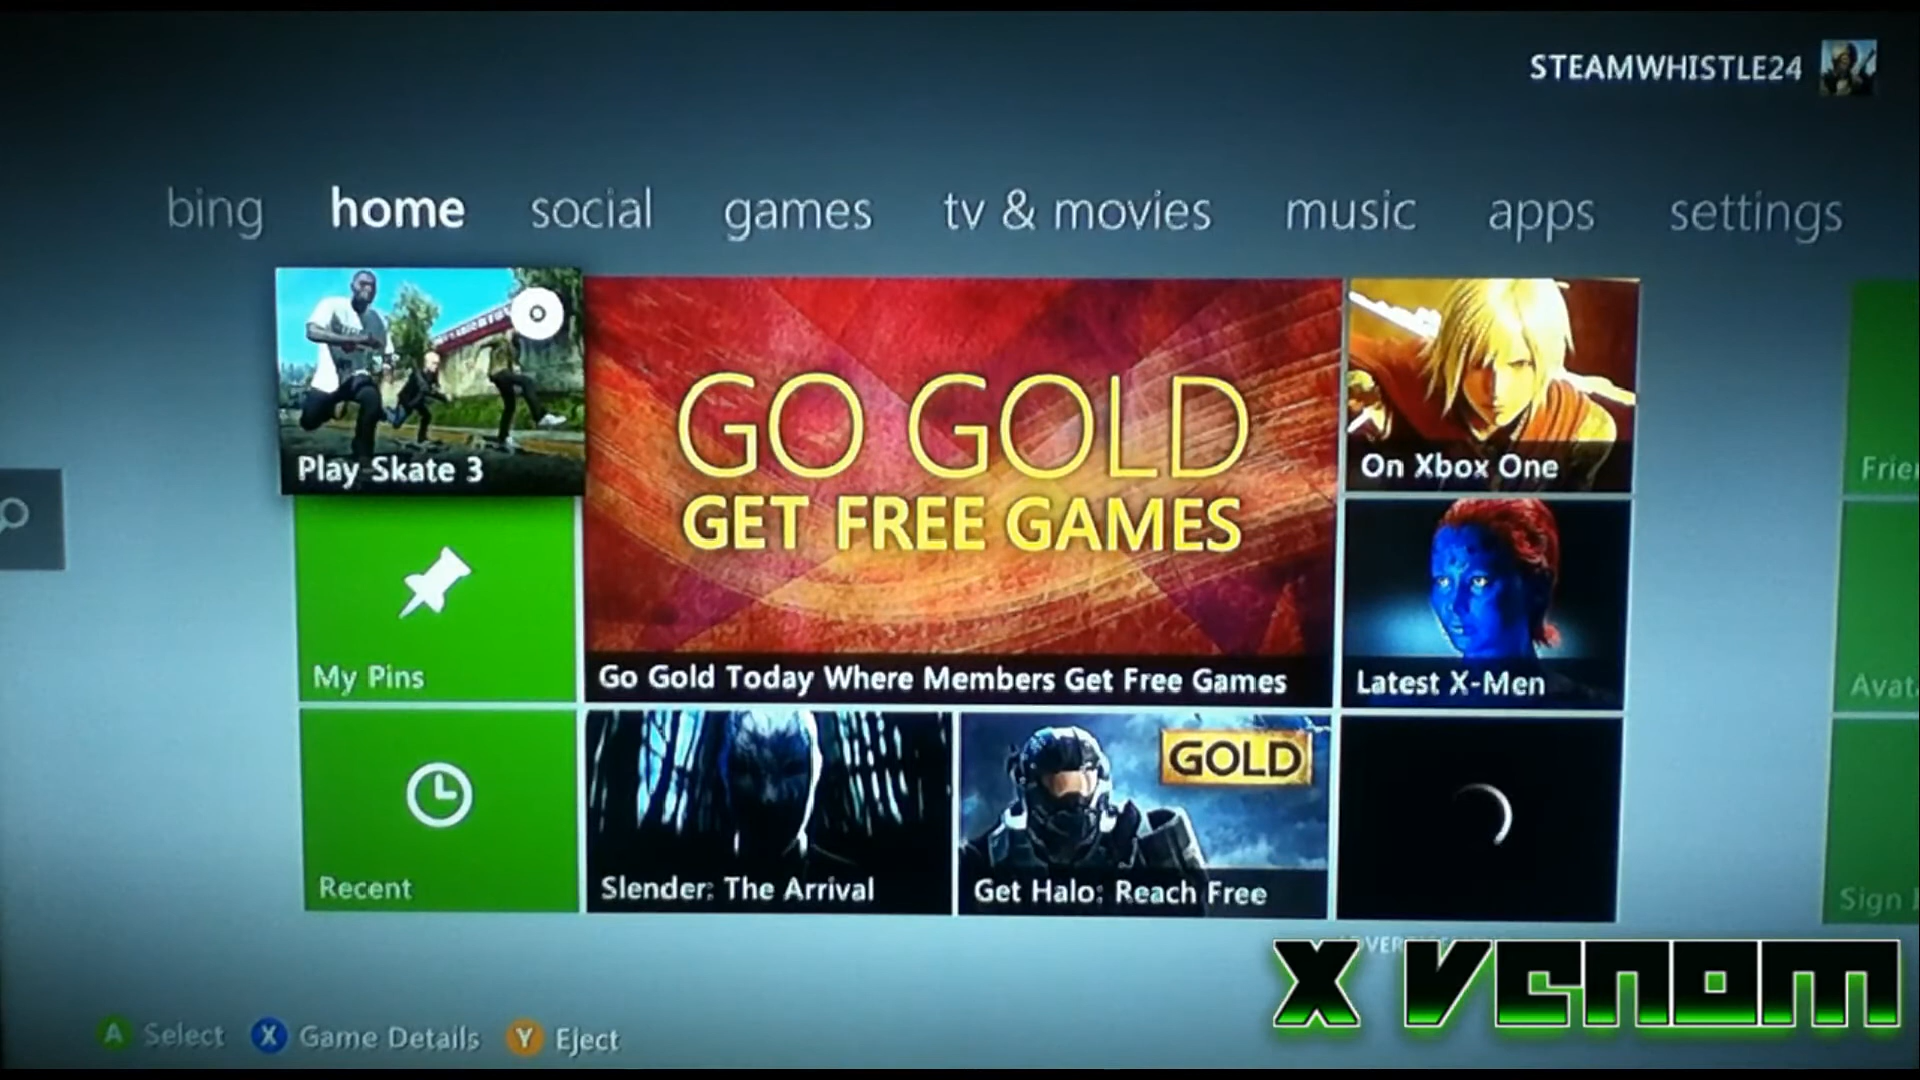 STEAMWHISTLE24
bing home social games tv & movies music apps settings
Play Skate 3
GO GOLD
GET FREE GAMES
Go Gold Today Where Members Get Free Games
On Xbox One
Latest X-Men
My Pins
Recent
Slender: The Arrival
GOLD
Get Halo: Reach Free
Sign
X VENOM
A Select X Game Details Y Eject